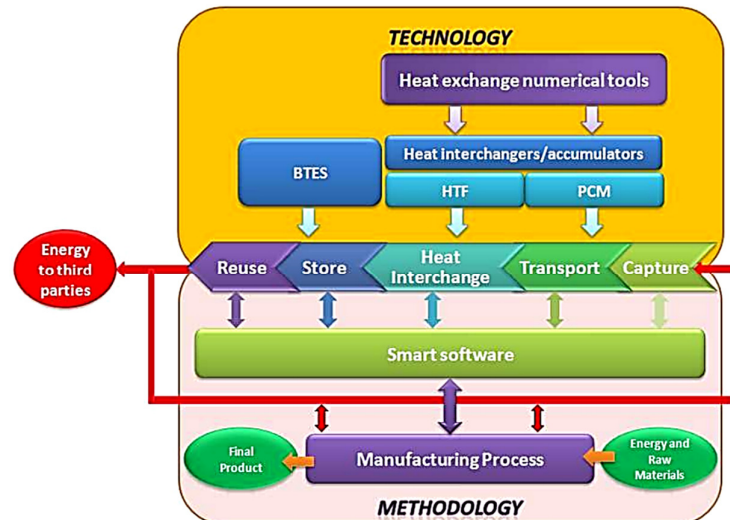 TECHNOLOGY
Heat exchange numerical tools
Heat interchangers/accumulators
BTES
HTF
PCM
Energy
to third
parties
Reuse
Store
Heat
Interchange
Transport
Capture
Smart software
Final
Product
Manufacturing Process
Energy and
Raw
Materials
METHODOLOGY